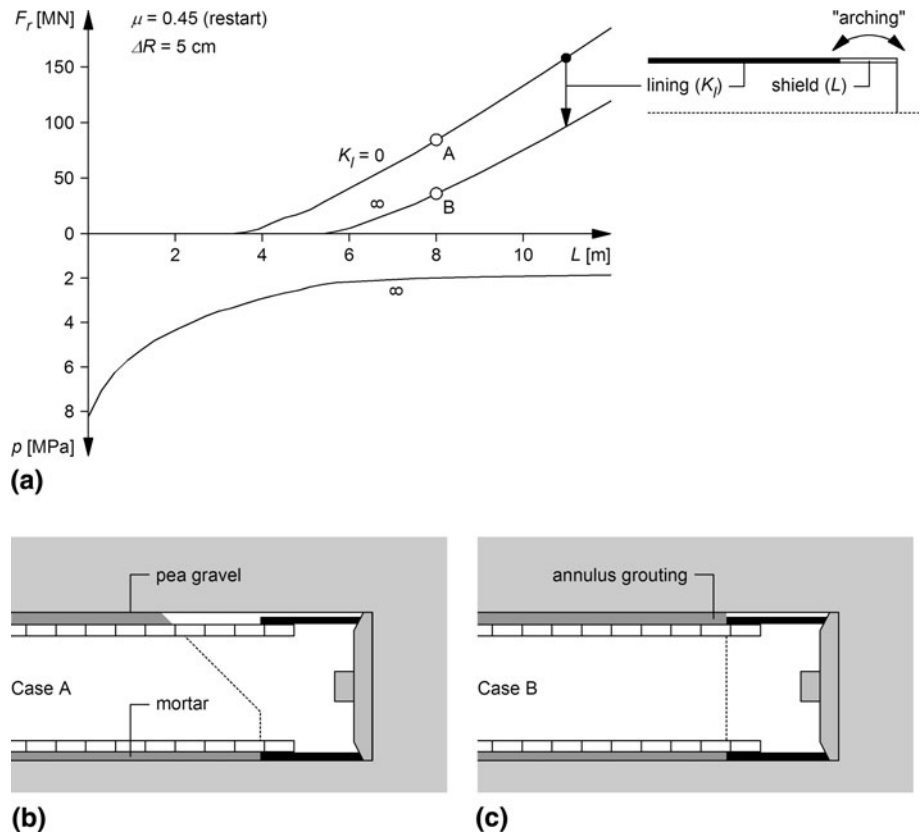 F_r [MN]
μ = 0.45 (restart)
ΔR = 5 cm
"arching"
150
100
50
0
lining (K_l)
shield (L)
K_l = 0
A
∞
B
2
4
6
8
10
L [m]
2
4
6
8
∞
p [MPa]
(a)
pea gravel
Case A
mortar
(b)
annulus grouting
Case B
(c)